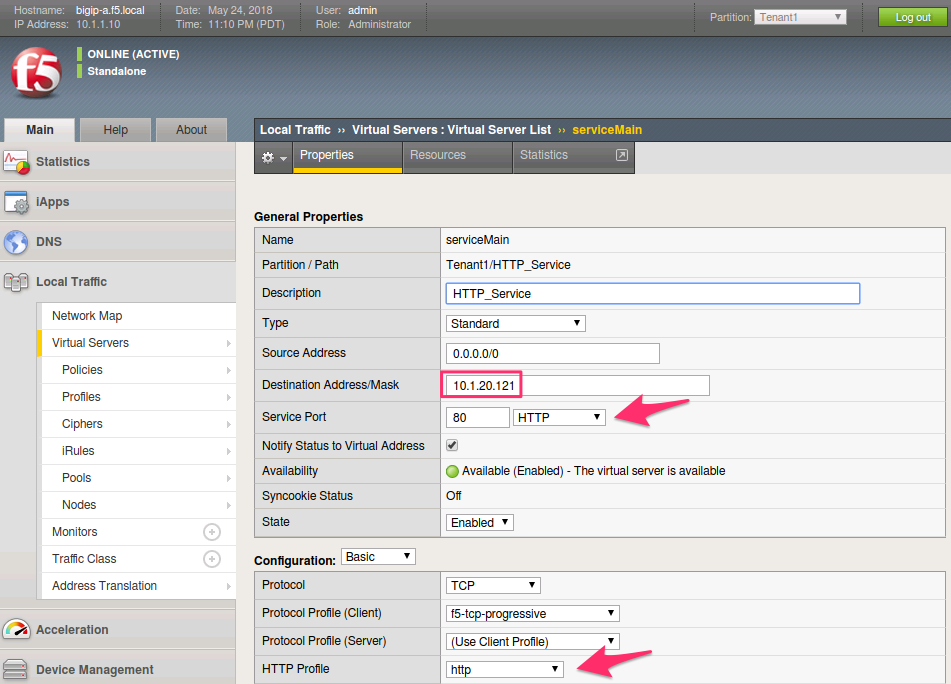 Hostname: bigip-a.f5.local Date: May 24, 2018 User: admin
IP Address: 10.1.1.10 Time: 11:10 PM (PDT) Role: Administrator
Partition: Tenant1
Log out
f5
ONLINE (ACTIVE)
Standalone
Main Help About
Statistics
iApps
DNS
Local Traffic
Network Map
Virtual Servers
Policies
Profiles
Ciphers
iRules
Pools
Nodes
Monitors
Traffic Class
Address Translation
Acceleration
Device Management
Local Traffic ›› Virtual Servers : Virtual Server List ›› serviceMain
Properties Resources Statistics
General Properties
Name serviceMain
Partition / Path Tenant1/HTTP_Service
Description HTTP_Service
Type Standard
Source Address 0.0.0.0/0
Destination Address/Mask 10.1.20.121
Service Port 80 HTTP
Notify Status to Virtual Address
Availability Available (Enabled) - The virtual server is available
Syncookie Status Off
State Enabled
Configuration: Basic
Protocol TCP
Protocol Profile (Client) f5-tcp-progressive
Protocol Profile (Server) (Use Client Profile)
HTTP Profile http